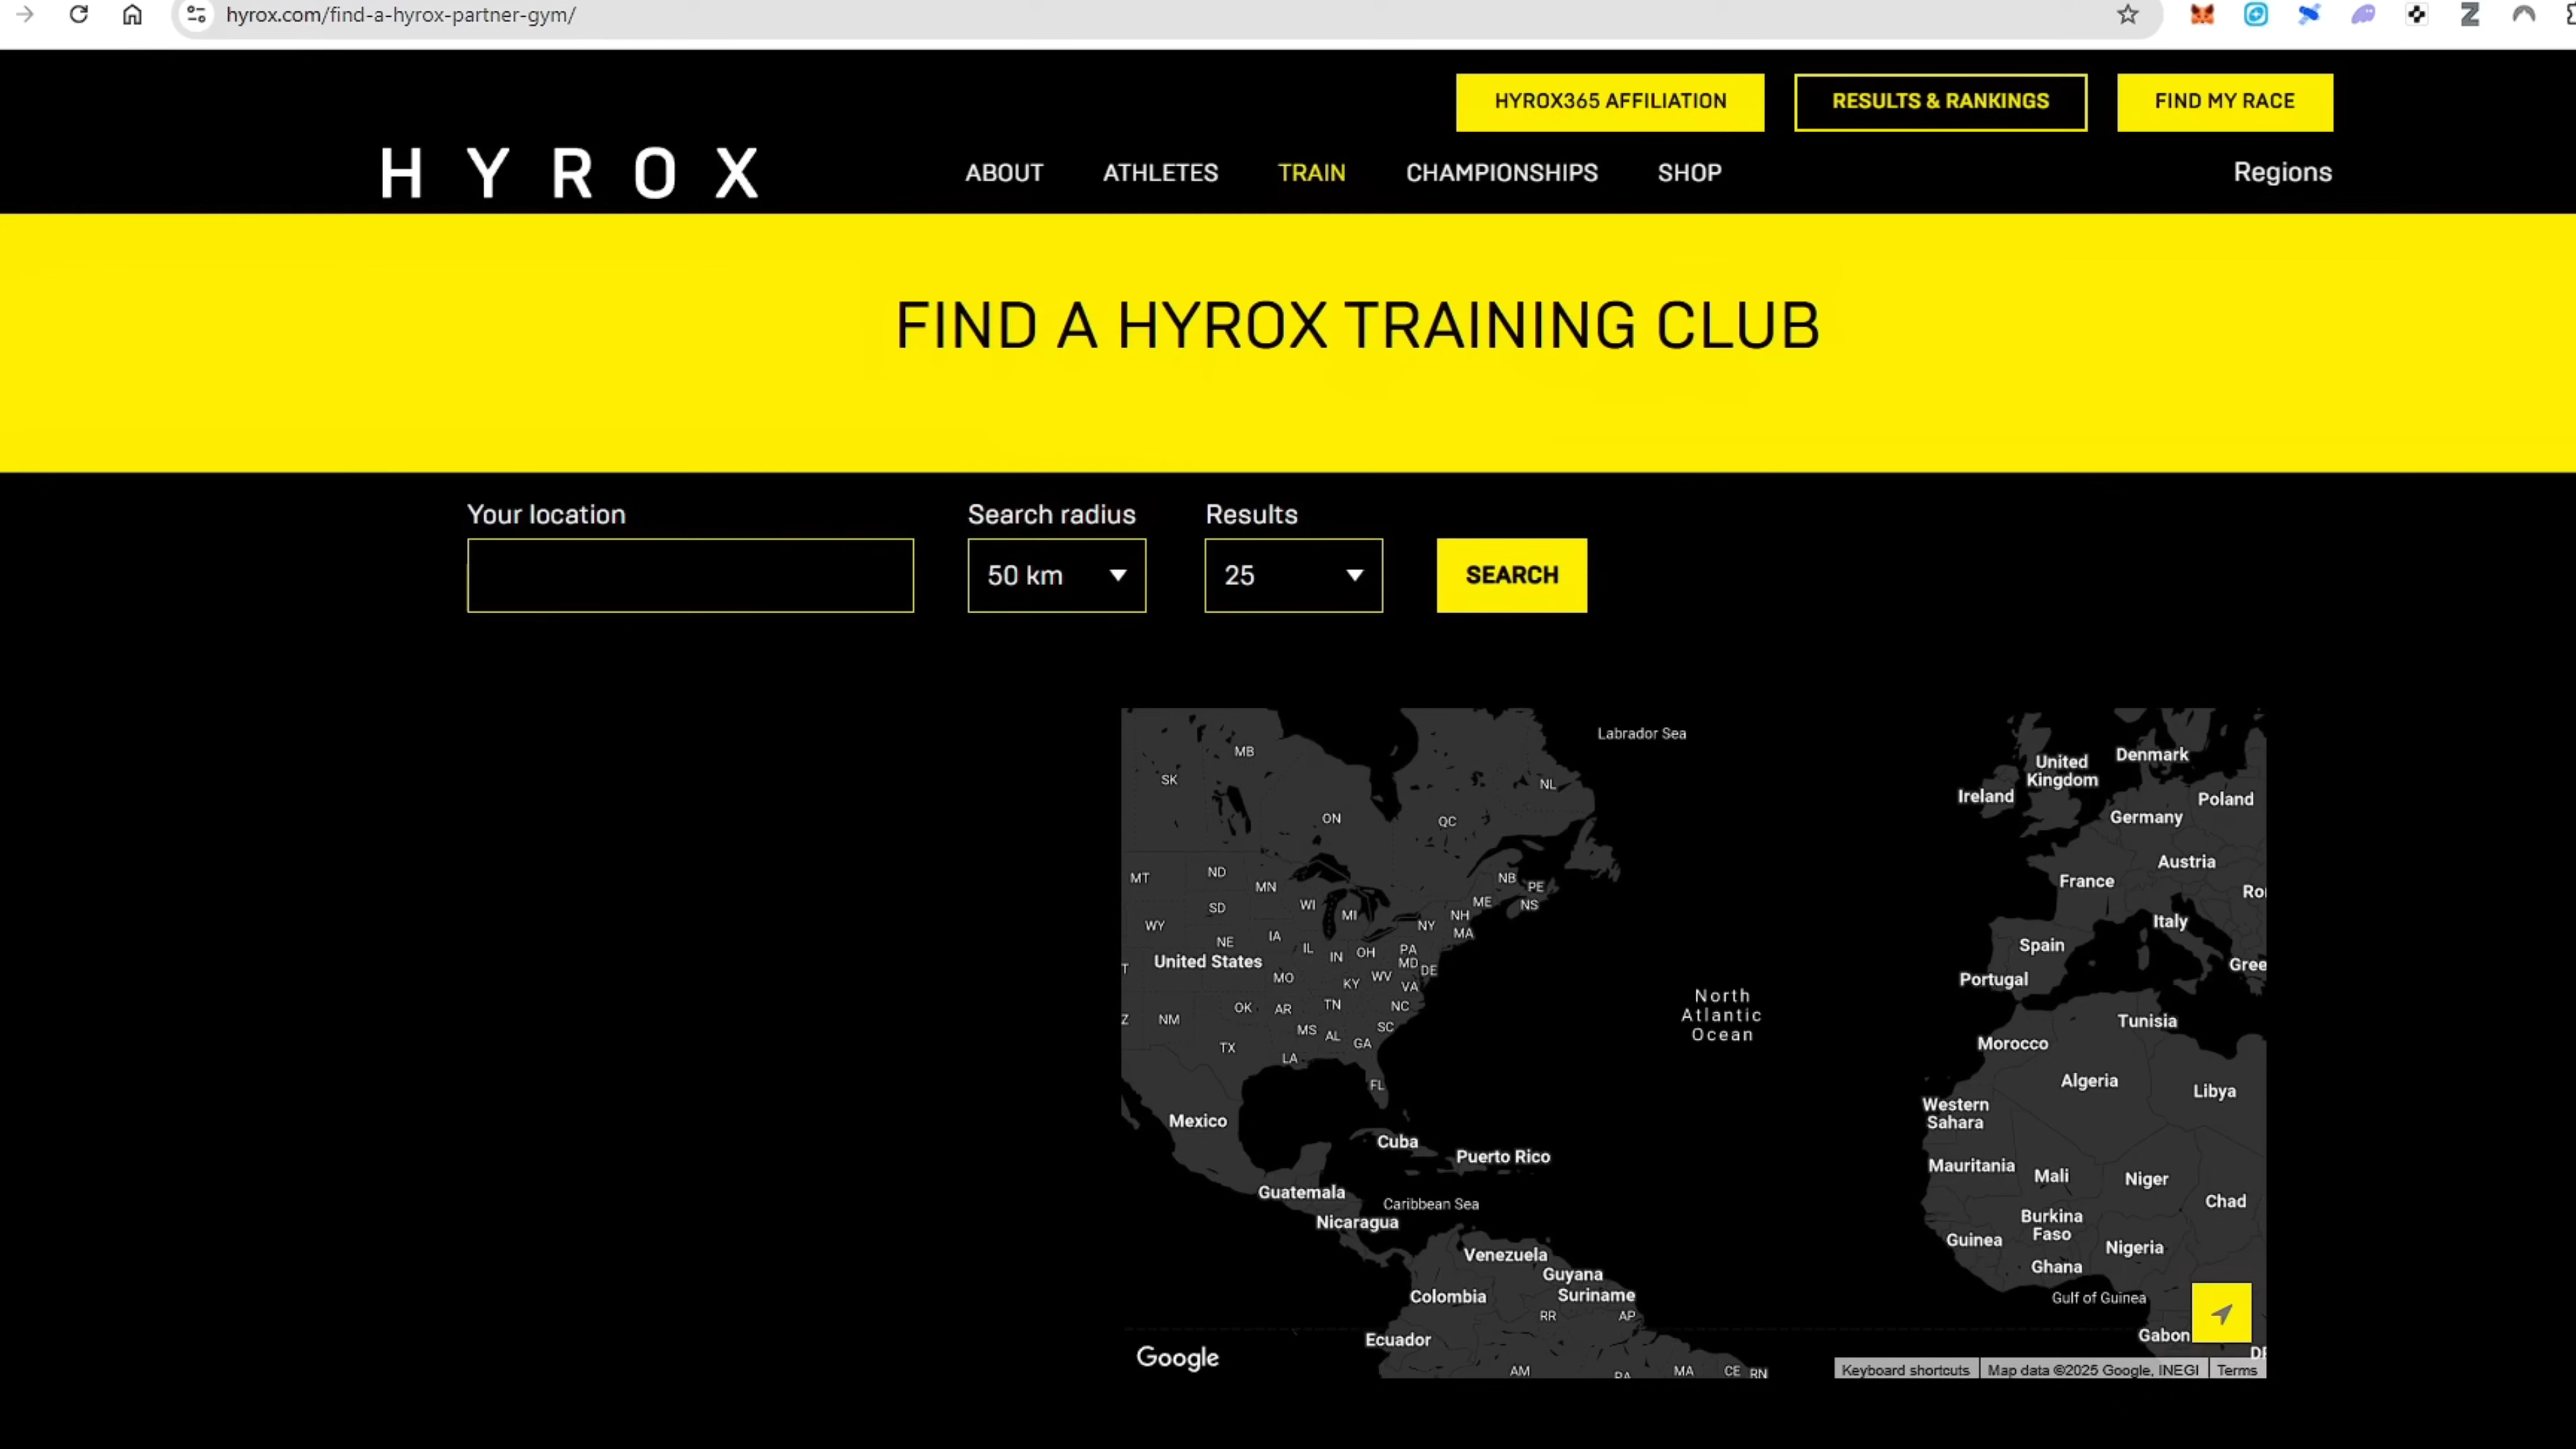 hyrox.com/find-a-hyrox-partner-gym/
HYROX365 AFFILIATION
RESULTS & RANKINGS
FIND MY RACE
HYROX
ABOUT
ATHLETES
TRAIN
CHAMPIONSHIPS
SHOP
Regions
FIND A HYROX TRAINING CLUB
Your location
Search radius
Results
50 km
25
SEARCH
Labrador Sea
MB
SK
NL
ON
QC
MT
ND
MN
NB
PE
SD
WI
MI
ME
NS
NH
WY
NY
MA
NE
IA
IL
IN
OH
PA
MD
DE
United States
T
MO
KY
WV
VA
OK
AR
TN
NC
Z
NM
MS
AL
SC
GA
TX
LA
FL
Mexico
Cuba
Puerto Rico
Guatemala
Caribbean Sea
Nicaragua
Venezuela
Guyana
Suriname
Colombia
RR
AP
Ecuador
AM
PA
MA
CE
RN
North
Atlantic
Ocean
United
Kingdom
Denmark
Ireland
Poland
Germany
Austria
France
Ro
Italy
Spain
Gree
Portugal
Tunisia
Morocco
Algeria
Libya
Western
Sahara
Mauritania
Mali
Niger
Chad
Burkina
Faso
Guinea
Nigeria
Ghana
Gulf of Guinea
Gabon
Google
Keyboard shortcuts
Map data ©2025 Google, INEGI
Terms